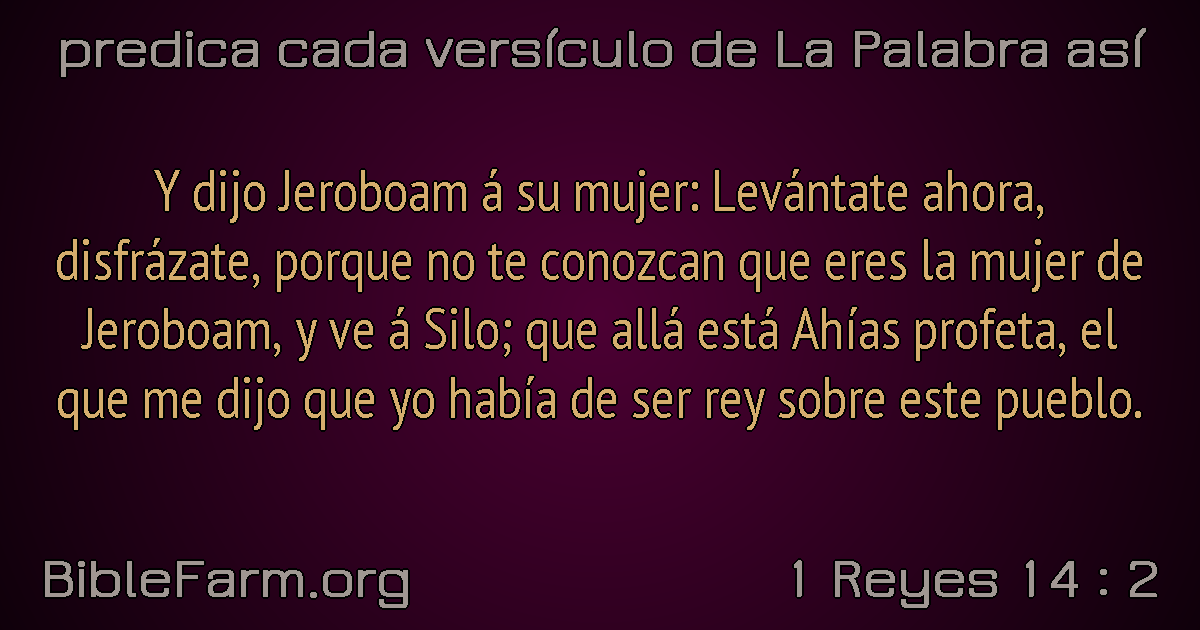 predica cada versículo de La Palabra así
Y dijo Jeroboam á su mujer: Levántate ahora,
disfrázate, porque no te conozcan que eres la mujer de
Jeroboam, y ve á Silo; que allá está Ahías profeta, el
que me dijo que yo había de ser rey sobre este pueblo.
BibleFarm.org
1 Reyes 14 : 2